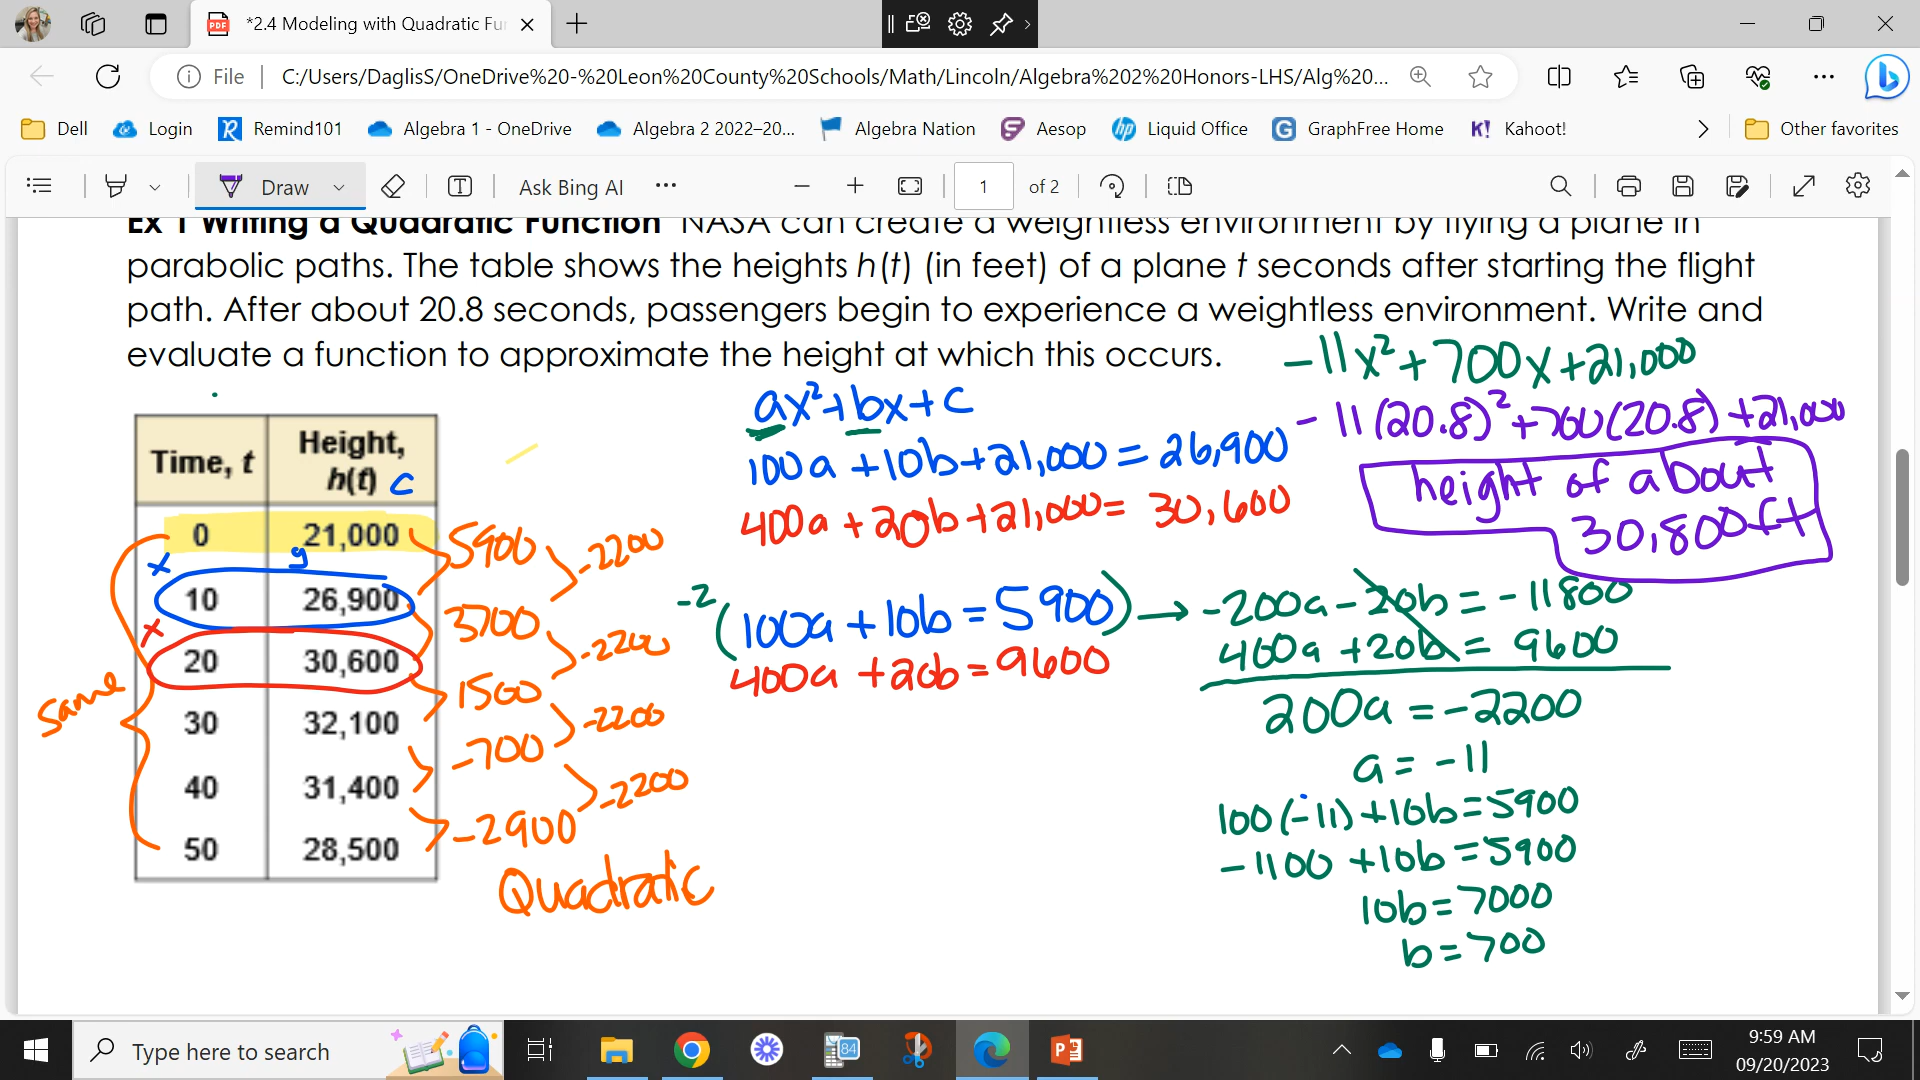 *2.4 Modeling with Quadratic Fu
File
C:/Users/DaglisS/OneDrive%20-%20Leon%20County%20Schools/Math/Lincoln/Algebra%202%20Honors-LHS/Alg%20...
Dell Login Remind101 Algebra 1 - OneDrive Algebra 2 2022–20... Algebra Nation Aesop Liquid Office GraphFree Home Kahoot! Other favorites
Draw Ask Bing AI 1 of 2
Ex 1 Writing a Quadratic Function NASA can create a weightless environment by flying a plane in
parabolic paths. The table shows the heights h(t) (in feet) of a plane t seconds after starting the flight
path. After about 20.8 seconds, passengers begin to experience a weightless environment. Write and
evaluate a function to approximate the height at which this occurs.
-11x²+700x+21,000
-11(20.8)²+700(20.8)+21,000
height of about
30,800ft
Time, t Height, h(t) c
0 21,000
x y
10 26,900
x
20 30,600
30 32,100
40 31,400
50 28,500
same
5900
3700
1500
-700
-2900
-2200
-2200
-2200
-2200
Quadratic
ax²+bx+c
100a+10b+21,000=26,900
400a+20b+21,000=30,600
-2(100a+10b=5900)→
400a+20b=9600
-200a-20b=-11800
400a+20b=9600
200a=-2200
a=-11
100(-11)+10b=5900
-1100+10b=5900
10b=7000
b=700
Type here to search
84
9:59 AM
09/20/2023